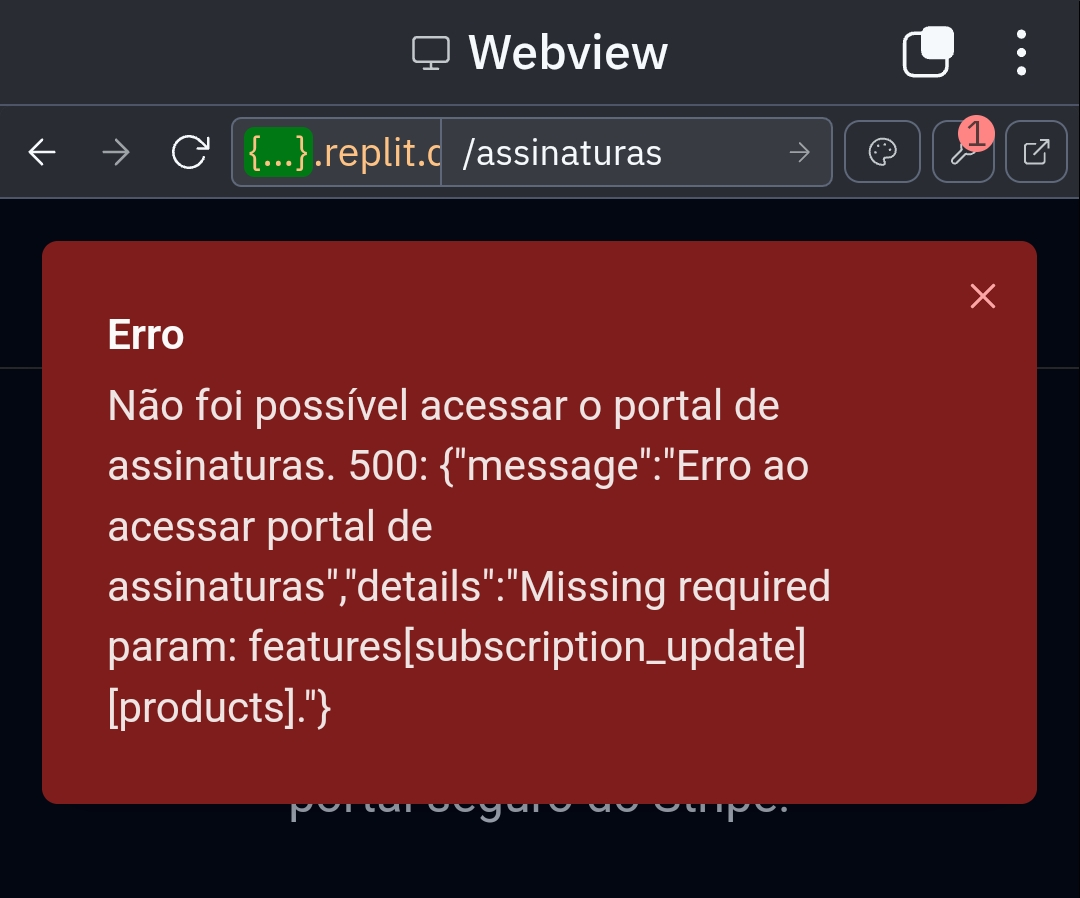 Webview
{...}.replit.c /assinaturas
1
Erro
Não foi possível acessar o portal de
assinaturas. 500: {"message":"Erro ao
acessar portal de
assinaturas","details":"Missing required
param: features[subscription_update]
[products]."}
portal seguro do Stripe.